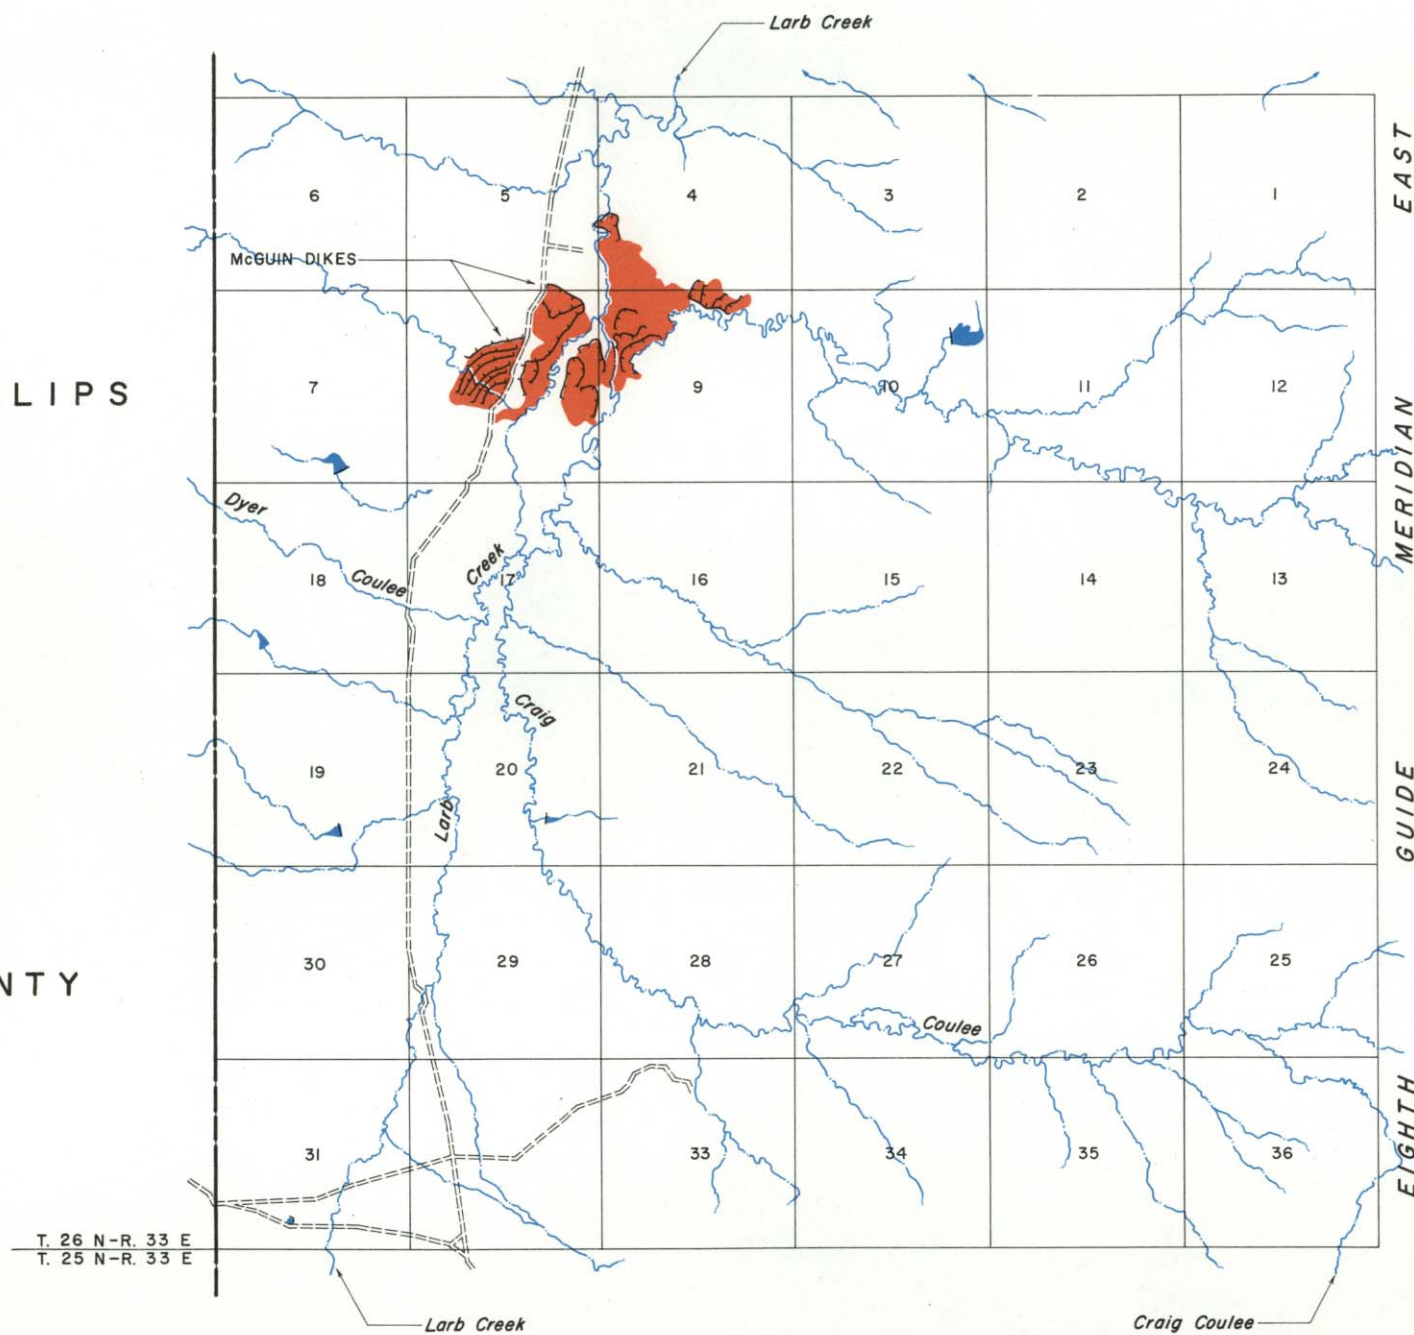 Larb Creek
6 5 4 3 2 1
EAST
McGUIN DIKES
LIPS
7 9 10 11 12
MERIDIAN
Dyer
Coulee
Creek
18 17 16 15 14 13
Craig
19 20 21 22 23 24
Larb
GUIDE
30 29 28 27 26 25
NTY
Coulee
31 33 34 35 36
EIGHTH
T. 26 N-R. 33 E
T. 25 N-R. 33 E
Larb Creek
Craig Coulee